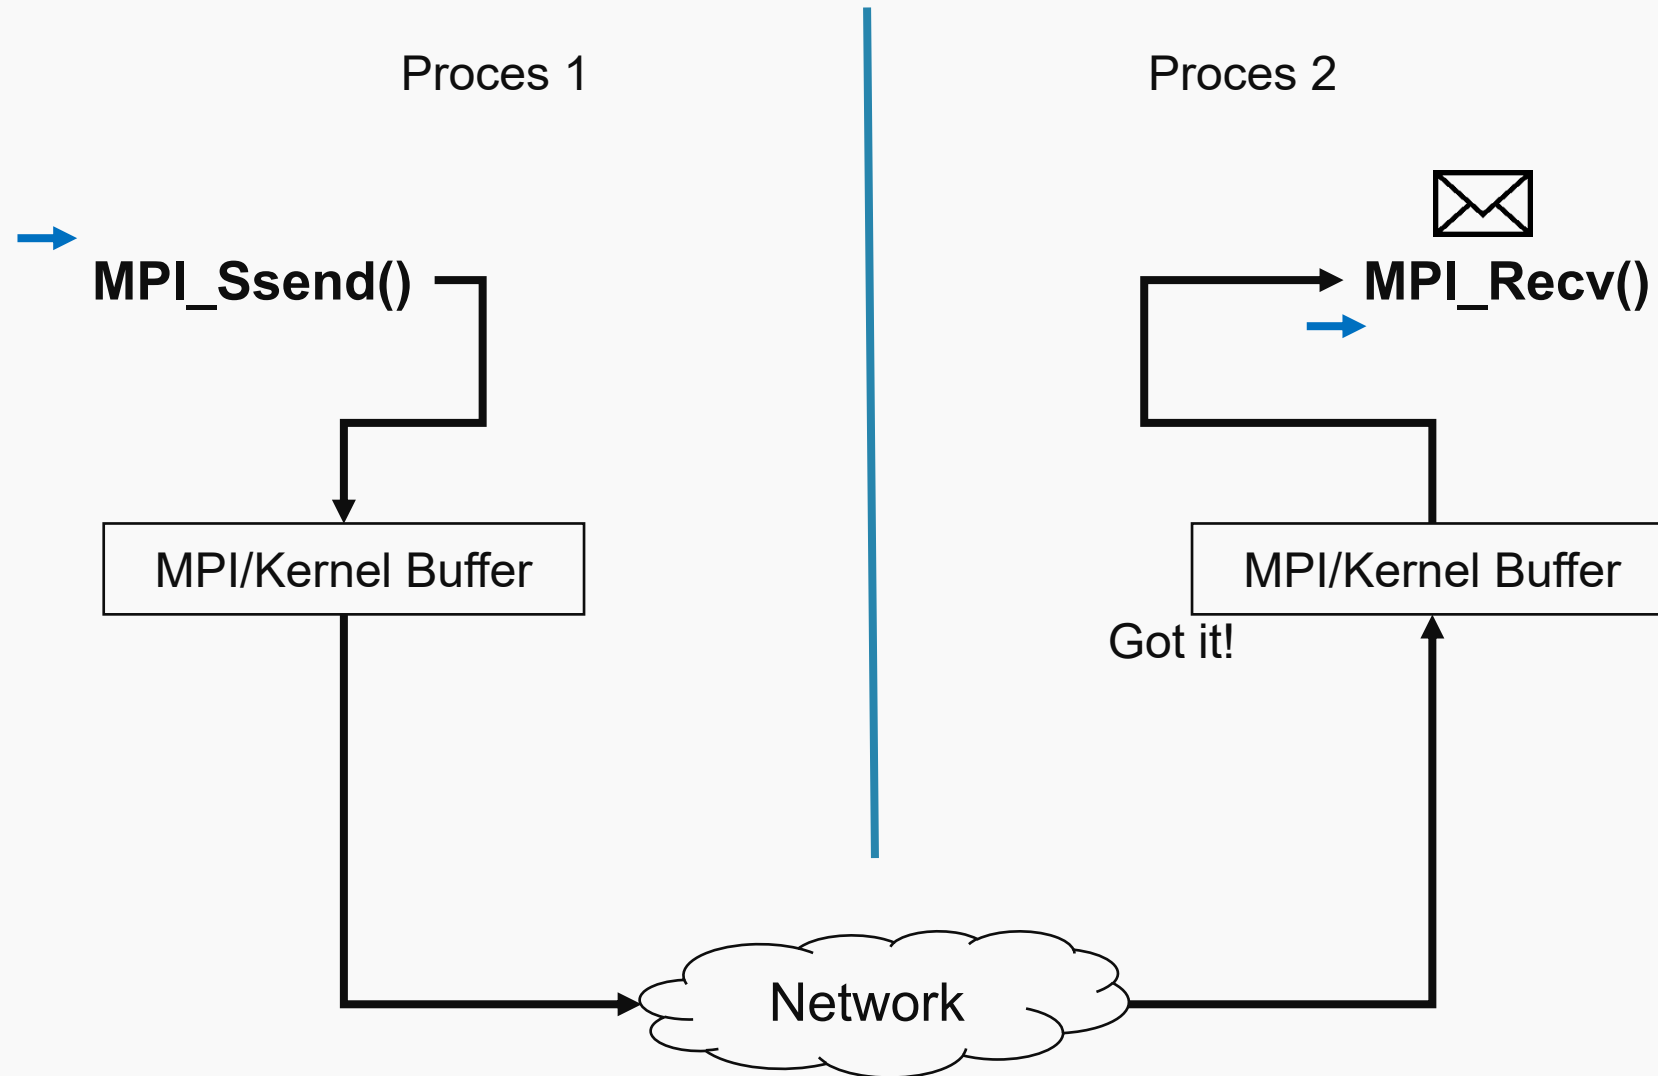 Proces 1
Proces 2
MPI_Ssend()
MPI_Recv()
MPI/Kernel Buffer
MPI/Kernel Buffer
Got it!
Network